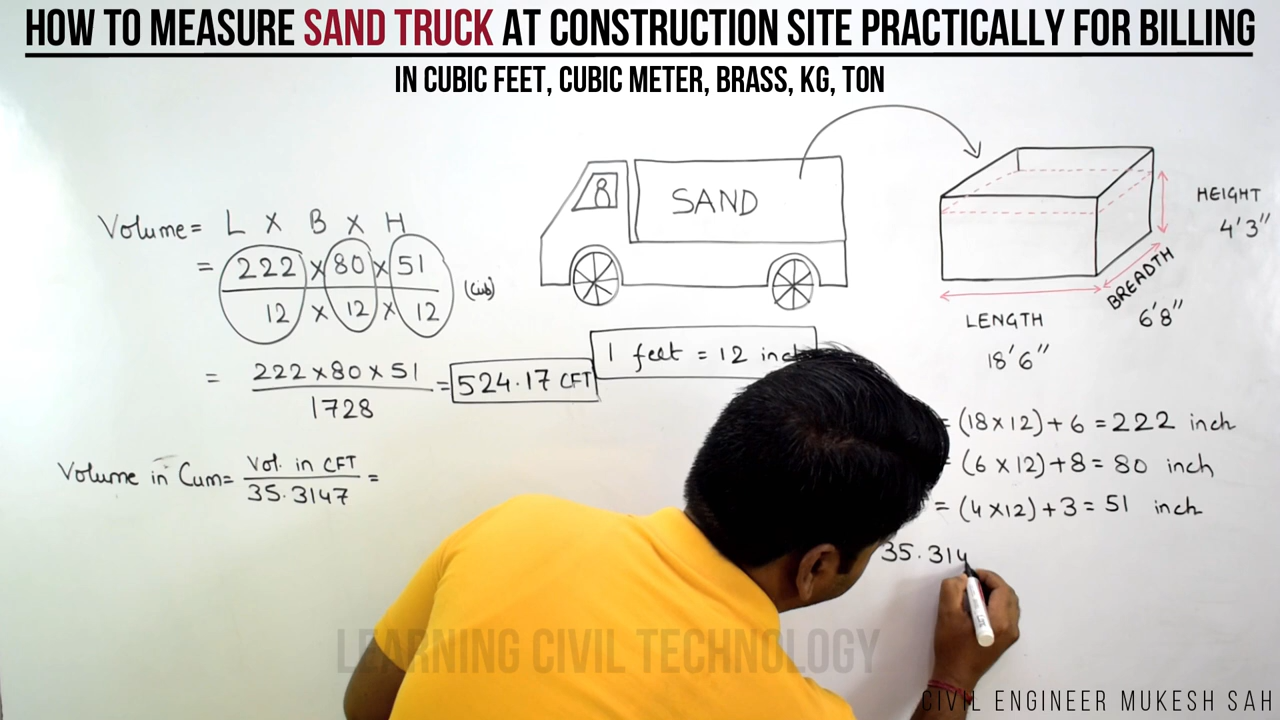 HOW TO MEASURE SAND TRUCK AT CONSTRUCTION SITE PRACTICALLY FOR BILLING
IN CUBIC FEET, CUBIC METER, BRASS, KG, TON
Volume = L X B X H
= 222 x 80 x 51
12 x 12 x 12
= 222 x 80 x 51
1728
= 524.17 CFT
Volume in Cum = Vol. in CFT
35.3147
=
SAND
1 feet = 12 inch
HEIGHT
4'3"
BREADTH
6'8"
LENGTH
18'6"
= (18 x 12) + 6 = 222 inch
= (6 x 12) + 8 = 80 inch
= (4 x 12) + 3 = 51 inch
35.314
LEARNING CIVIL TECHNOLOGY
CIVIL ENGINEER MUKESH SAH